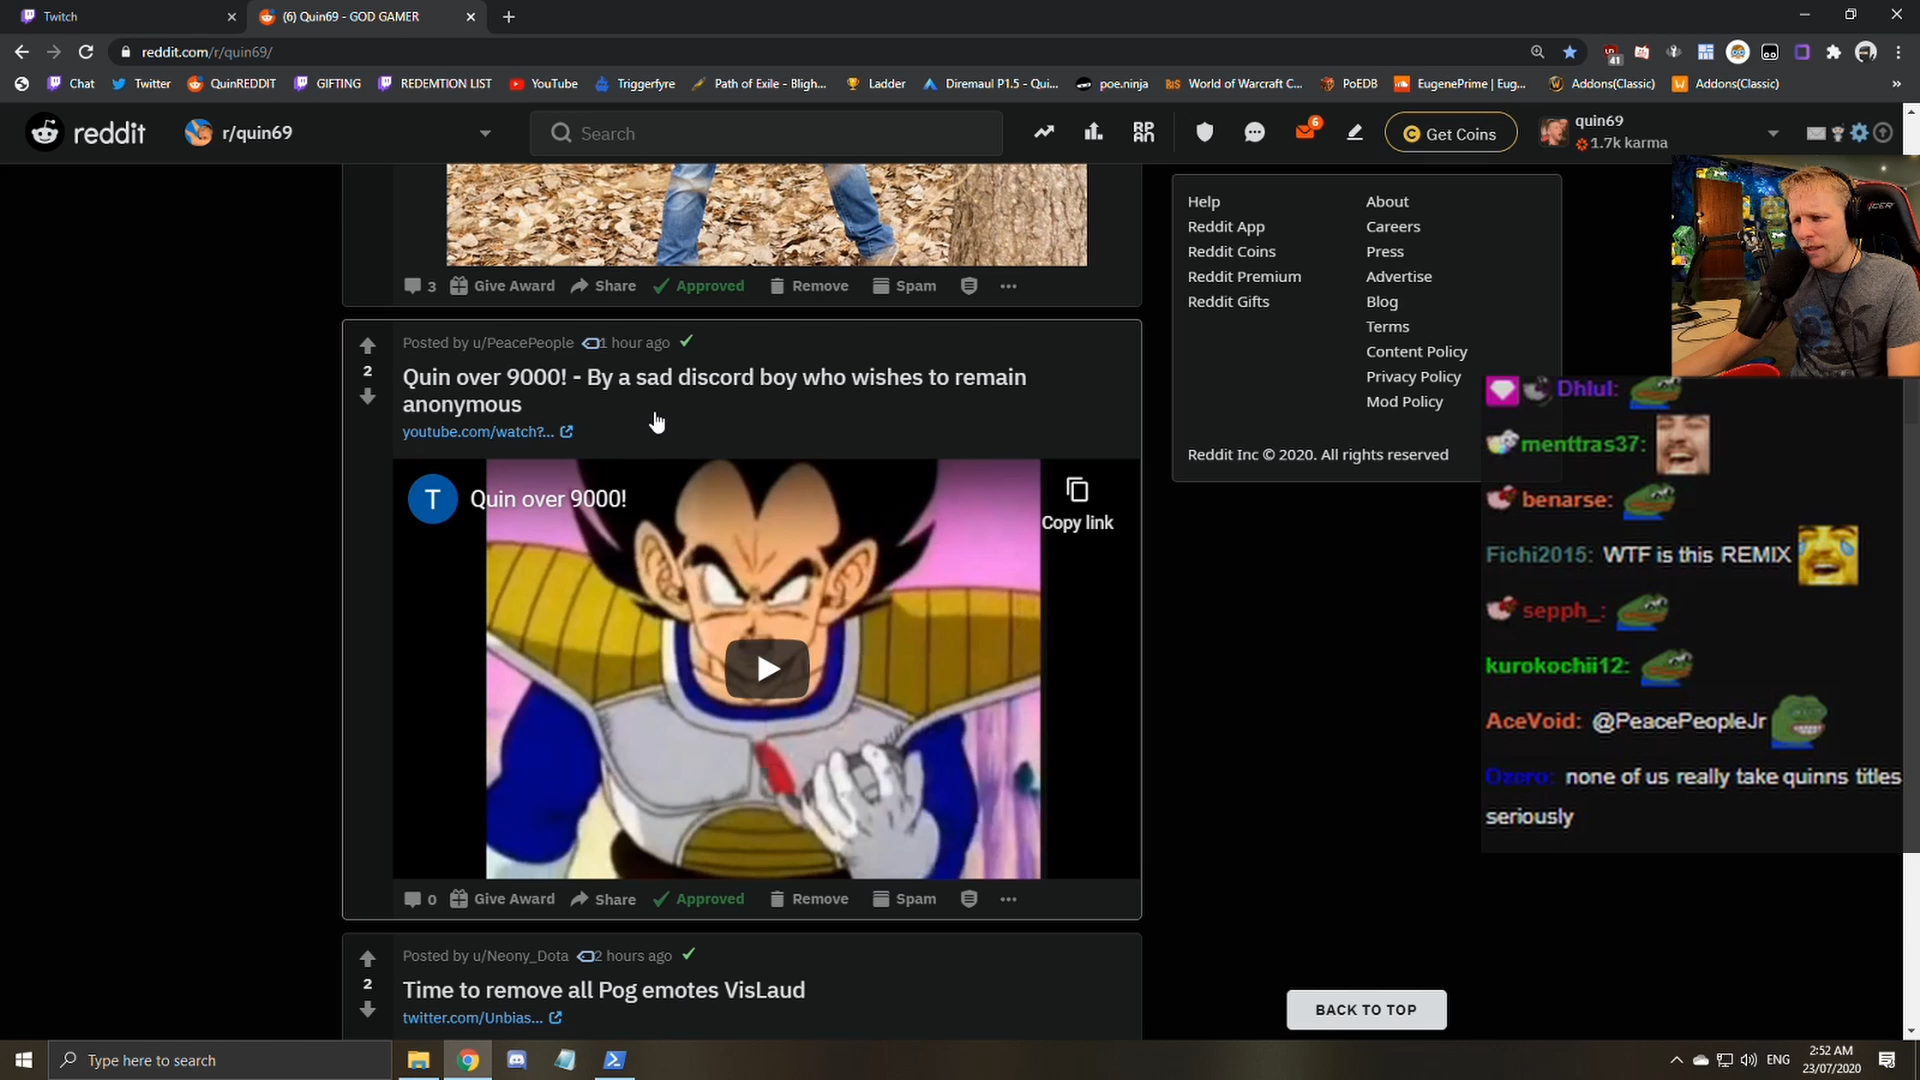 Twitch
(6) Quin69 - GOD GAMER
reddit.com/r/quin69/
41
Chat
Twitter
QuinREDDIT
GIFTING
REDEMTION LIST
YouTube
Triggerfyre
Path of Exile - Bligh...
Ladder
Diremaul P1.5 - Qui...
poe.ninja
BIS
World of Warcraft C...
PoEDB
EugenePrime | Eug...
Addons(Classic)
Addons(Classic)
reddit
r/quin69
Search
RPAN
6
Get Coins
quin69
1.7k karma
Help
About
Reddit App
Careers
Reddit Coins
Press
Reddit Premium
Advertise
Reddit Gifts
Blog
Terms
Content Policy
Privacy Policy
Mod Policy
Reddit Inc © 2020. All rights reserved
ACER
3
Give Award
Share
Approved
Remove
Spam
Posted by u/PeacePeople
1 hour ago
2
Quin over 9000! - By a sad discord boy who wishes to remain
anonymous
youtube.com/watch?...
T
Quin over 9000!
Copy link
0
Give Award
Share
Approved
Remove
Spam
Posted by u/Neony_Dota
2 hours ago
2
Time to remove all Pog emotes VisLaud
twitter.com/Unbias...
BACK TO TOP
Dhlul:
menttras37:
benarse:
Fichi2015: WTF is this REMIX
sepph_:
kurokochii12:
AceVoid: @PeacePeopleJr
Dzero: none of us really take quinns titles
seriously
Type here to search
ENG
2:52 AM
23/07/2020